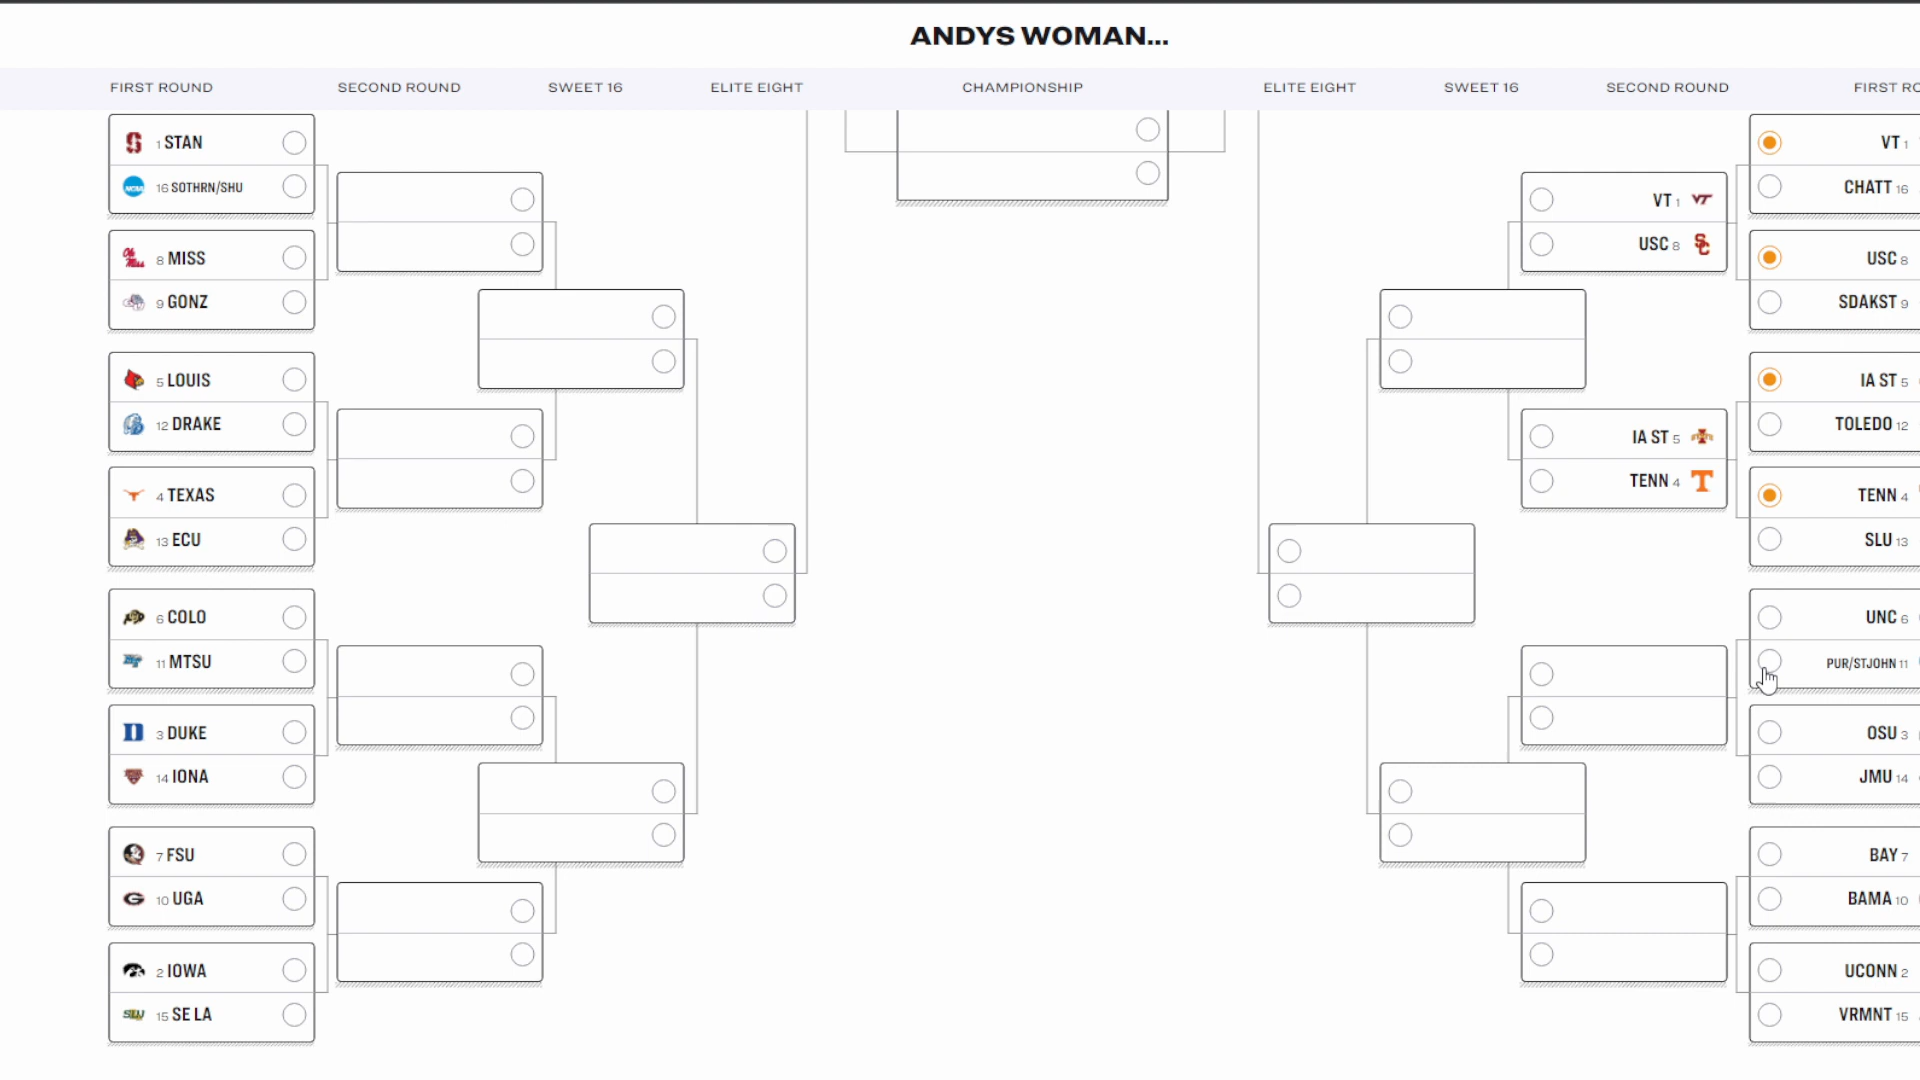 ANDYS WOMAN...
FIRST ROUND
SECOND ROUND
SWEET 16
ELITE EIGHT
CHAMPIONSHIP
ELITE EIGHT
SWEET 16
SECOND ROUND
FIRST RO
1 STAN
16 SOTHRN/SHU
8 MISS
9 GONZ
5 LOUIS
12 DRAKE
4 TEXAS
13 ECU
6 COLO
11 MTSU
3 DUKE
14 IONA
7 FSU
10 UGA
2 IOWA
15 SE LA
VT 1
USC 8
IA ST 5
TENN 4
VT 1
CHATT 16
USC 8
SDAKST 9
IA ST 5
TOLEDO 12
TENN 4
SLU 13
UNC 6
PUR/STJOHN 11
OSU 3
JMU 14
BAY 7
BAMA 10
UCONN 2
VRMNT 15